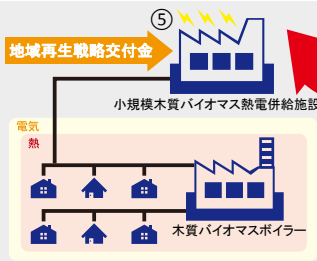 ⑤
地域再生戦略交付金
小規模木質バイオマス熱電併給施設
電気
熱
木質バイオマスボイラー